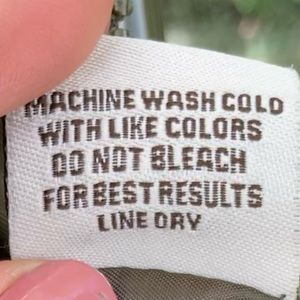 MACHINE WASH COLD
WITH LIKE COLORS
DO NOT BLEACH
FOR BEST RESULTS
LINE DRY